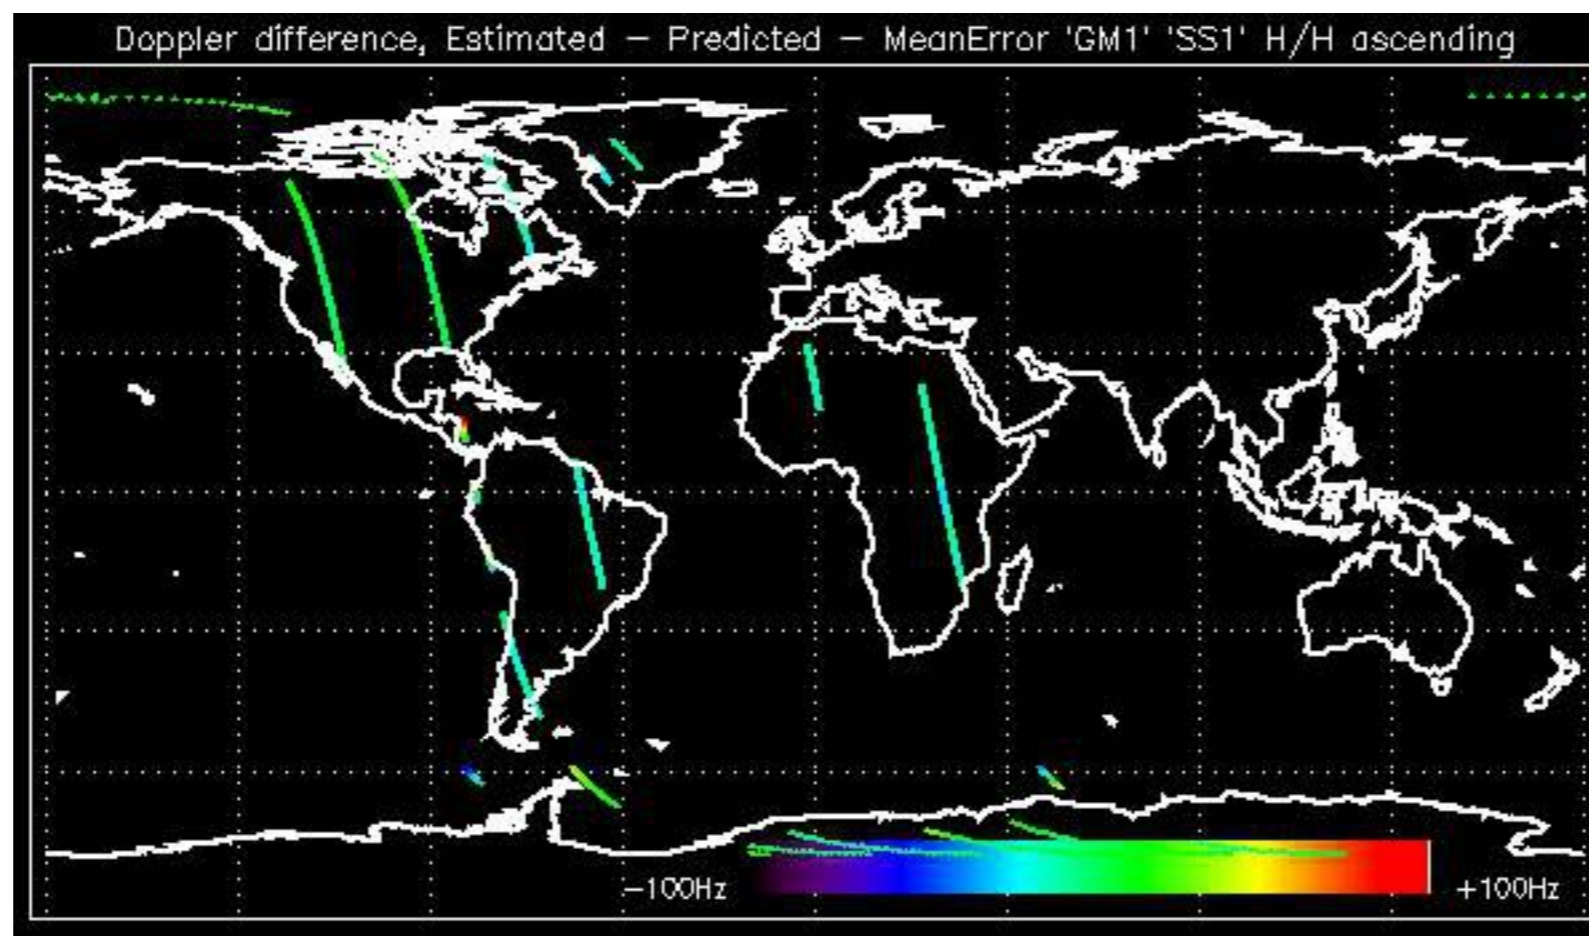 Doppler difference, Estimated – Predicted – MeanError 'GM1' 'SS1' H/H ascending
–100Hz +100Hz